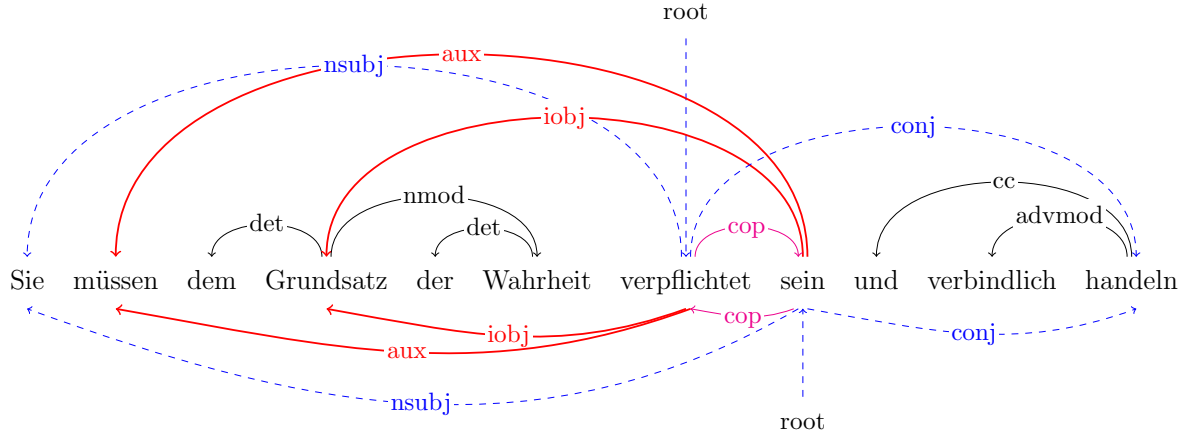 root
aux
nsubj
iobj
conj
cc
nmod
advmod
det
det
cop
Sie müssen dem Grundsatz der Wahrheit verpflichtet sein und verbindlich handeln
cop
iobj
conj
aux
nsubj
root